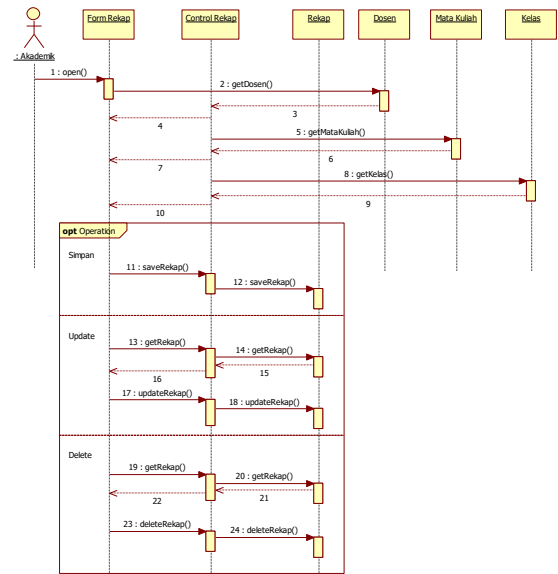 Form Rekap
Control Rekap
Rekap
Dosen
Mata Kuliah
Kelas
: Akademik
1 : open()
2 : getDosen()
3
4
5 : getMataKuliah()
6
7
8 : getKelas()
9
10
opt Operation
Simpan
11 : saveRekap()
12 : saveRekap()
Update
13 : getRekap()
14 : getRekap()
15
16
17 : updateRekap()
18 : updateRekap()
Delete
19 : getRekap()
20 : getRekap()
21
22
23 : deleteRekap()
24 : deleteRekap()